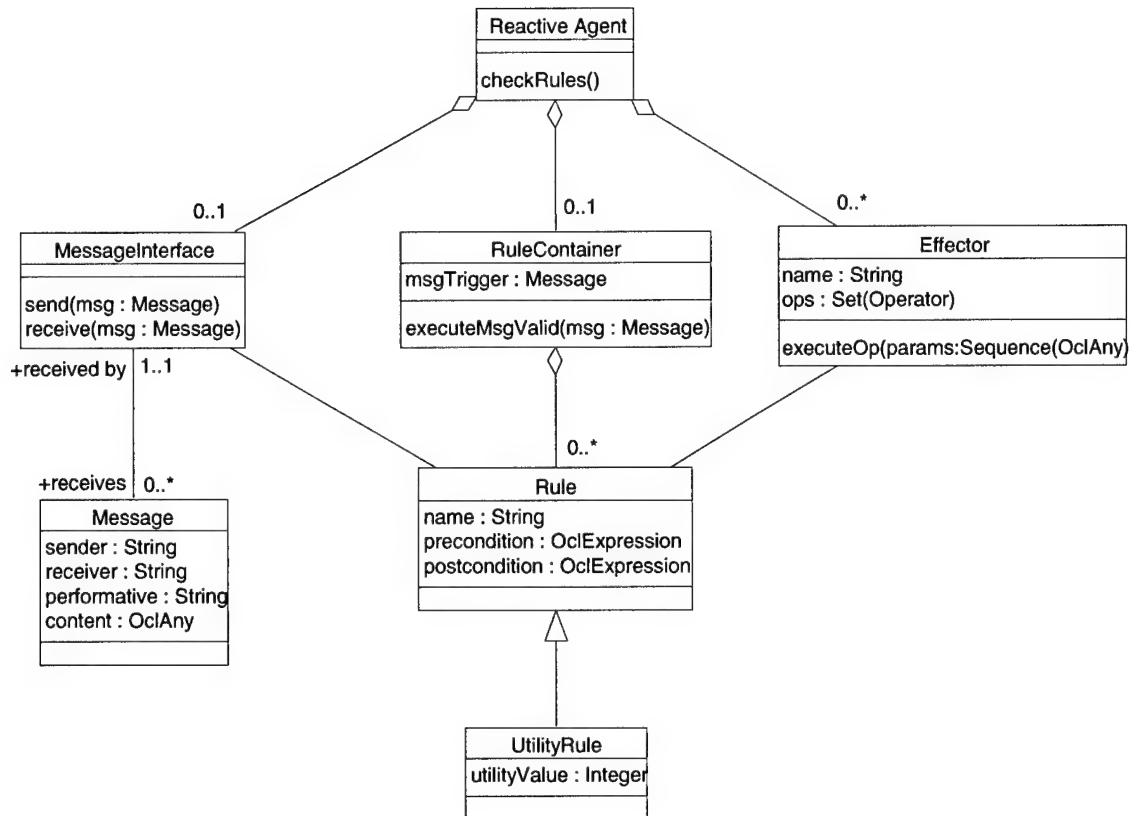 Reactive Agent
checkRules()
0..1
0..1
0..*
MessageInterface
send(msg : Message)
receive(msg : Message)
RuleContainer
msgTrigger : Message
executeMsgValid(msg : Message)
Effector
name : String
ops : Set(Operator)
executeOp(params:Sequence(OclAny)
+received by
1..1
+receives
0..*
0..*
Message
sender : String
receiver : String
performative : String
content : OclAny
Rule
name : String
precondition : OclExpression
postcondition : OclExpression
UtilityRule
utilityValue : Integer